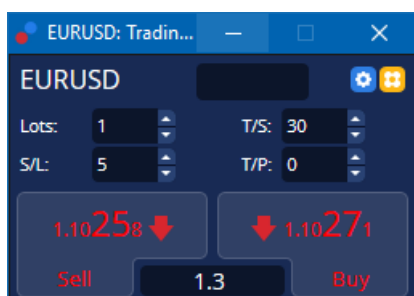 EURUSD: Tradin...
EURUSD
Lots: 1 T/S: 30
S/L: 5 T/P: 0
1.10258 1.10271
Sell 1.3 Buy